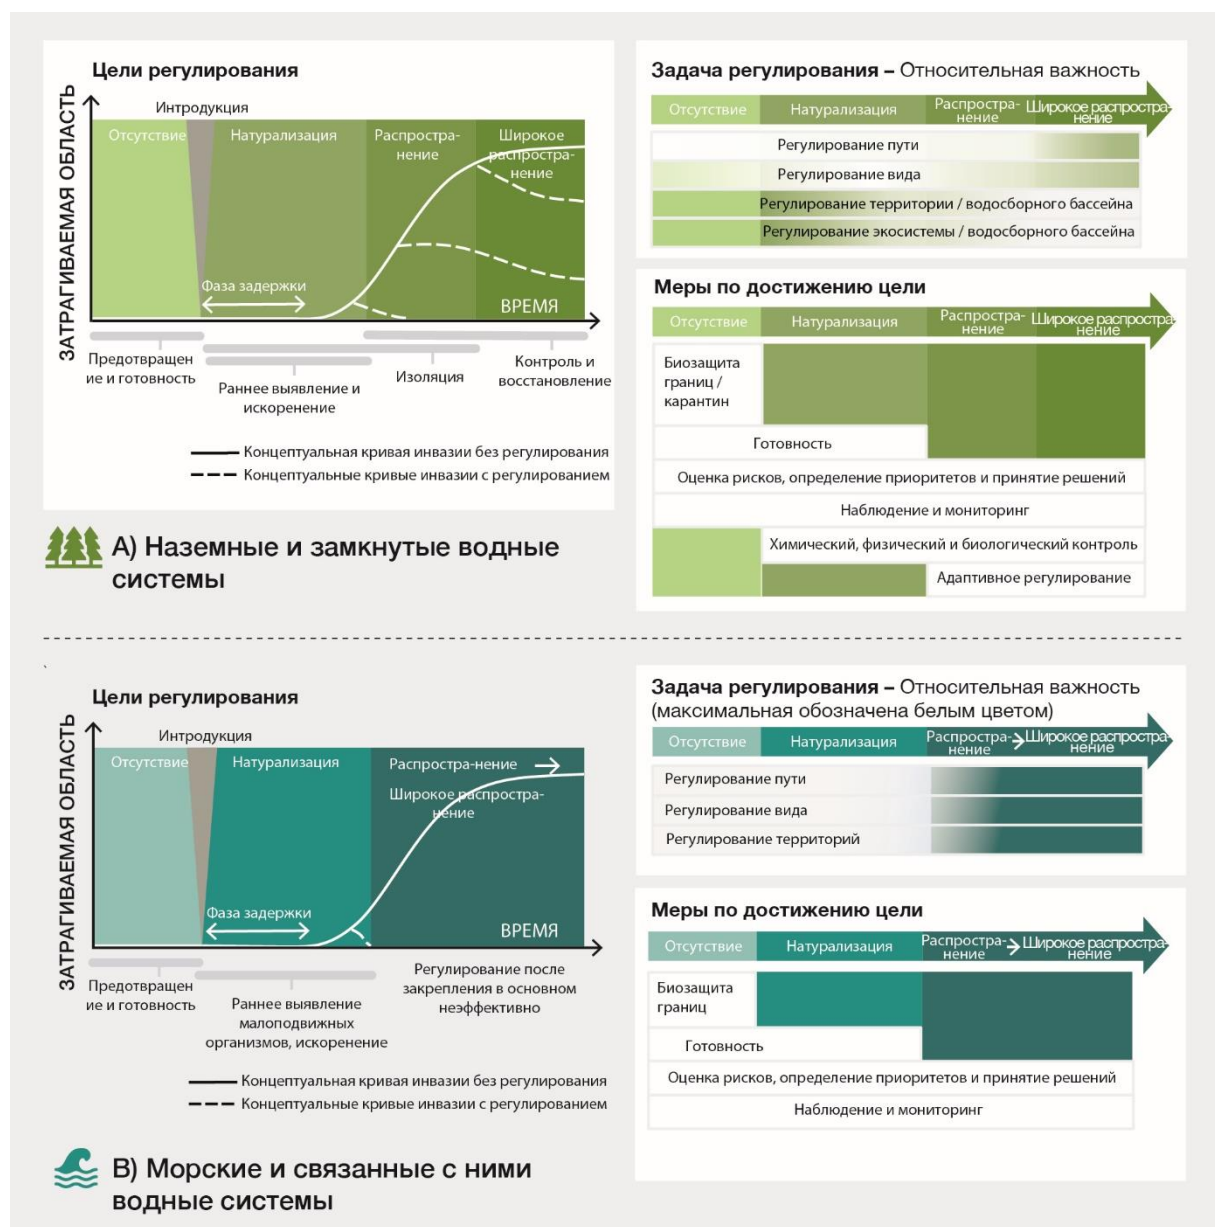 Цели регулирования
ЗАТРАГИВАЕМАЯ ОБЛАСТЬ
Интродукция
Отсутствие
Натурализация
Распростра-
нение
Широкое
распростра-
нение
Фаза задержки
ВРЕМЯ
Предотвращен
ие и готовность
Раннее выявление и
искоренение
Изоляция
Контроль и
восстановление
Концептуальная кривая инвазии без регулирования
Концептуальные кривые инвазии с регулированием
A) Наземные и замкнутые водные
системы
Задача регулирования – Относительная важность
Отсутствие
Натурализация
Распростра-
нение
Широкое распростра-
нение
Регулирование пути
Регулирование вида
Регулирование территории / водосборного бассейна
Регулирование экосистемы / водосборного бассейна
Меры по достижению цели
Отсутствие
Натурализация
Распростра-
нение
Широкое распростра-
нение
Биозащита
границ /
карантин
Готовность
Оценка рисков, определение приоритетов и принятие решений
Наблюдение и мониторинг
Химический, физический и биологический контроль
Адаптивное регулирование
Цели регулирования
ЗАТРАГИВАЕМАЯ ОБЛАСТЬ
Интродукция
Отсутствие
Натурализация
Распростра-нение
Широкое распростра-
нение
Фаза задержки
ВРЕМЯ
Предотвращен
ие и готовность
Раннее выявление
малоподвижных
организмов, искоренение
Регулирование после
закрепления в основном
неэффективно
Концептуальная кривая инвазии без регулирования
Концептуальные кривые инвазии с регулированием
B) Морские и связанные с ними
водные системы
Задача регулирования – Относительная важность
(максимальная обозначена белым цветом)
Отсутствие
Натурализация
Распростра-
нение
Широкое распростра-
нение
Регулирование пути
Регулирование вида
Регулирование территорий
Меры по достижению цели
Отсутствие
Натурализация
Распростра-
нение
Широкое распростра-
нение
Биозащита
границ
Готовность
Оценка рисков, определение приоритетов и принятие решений
Наблюдение и мониторинг